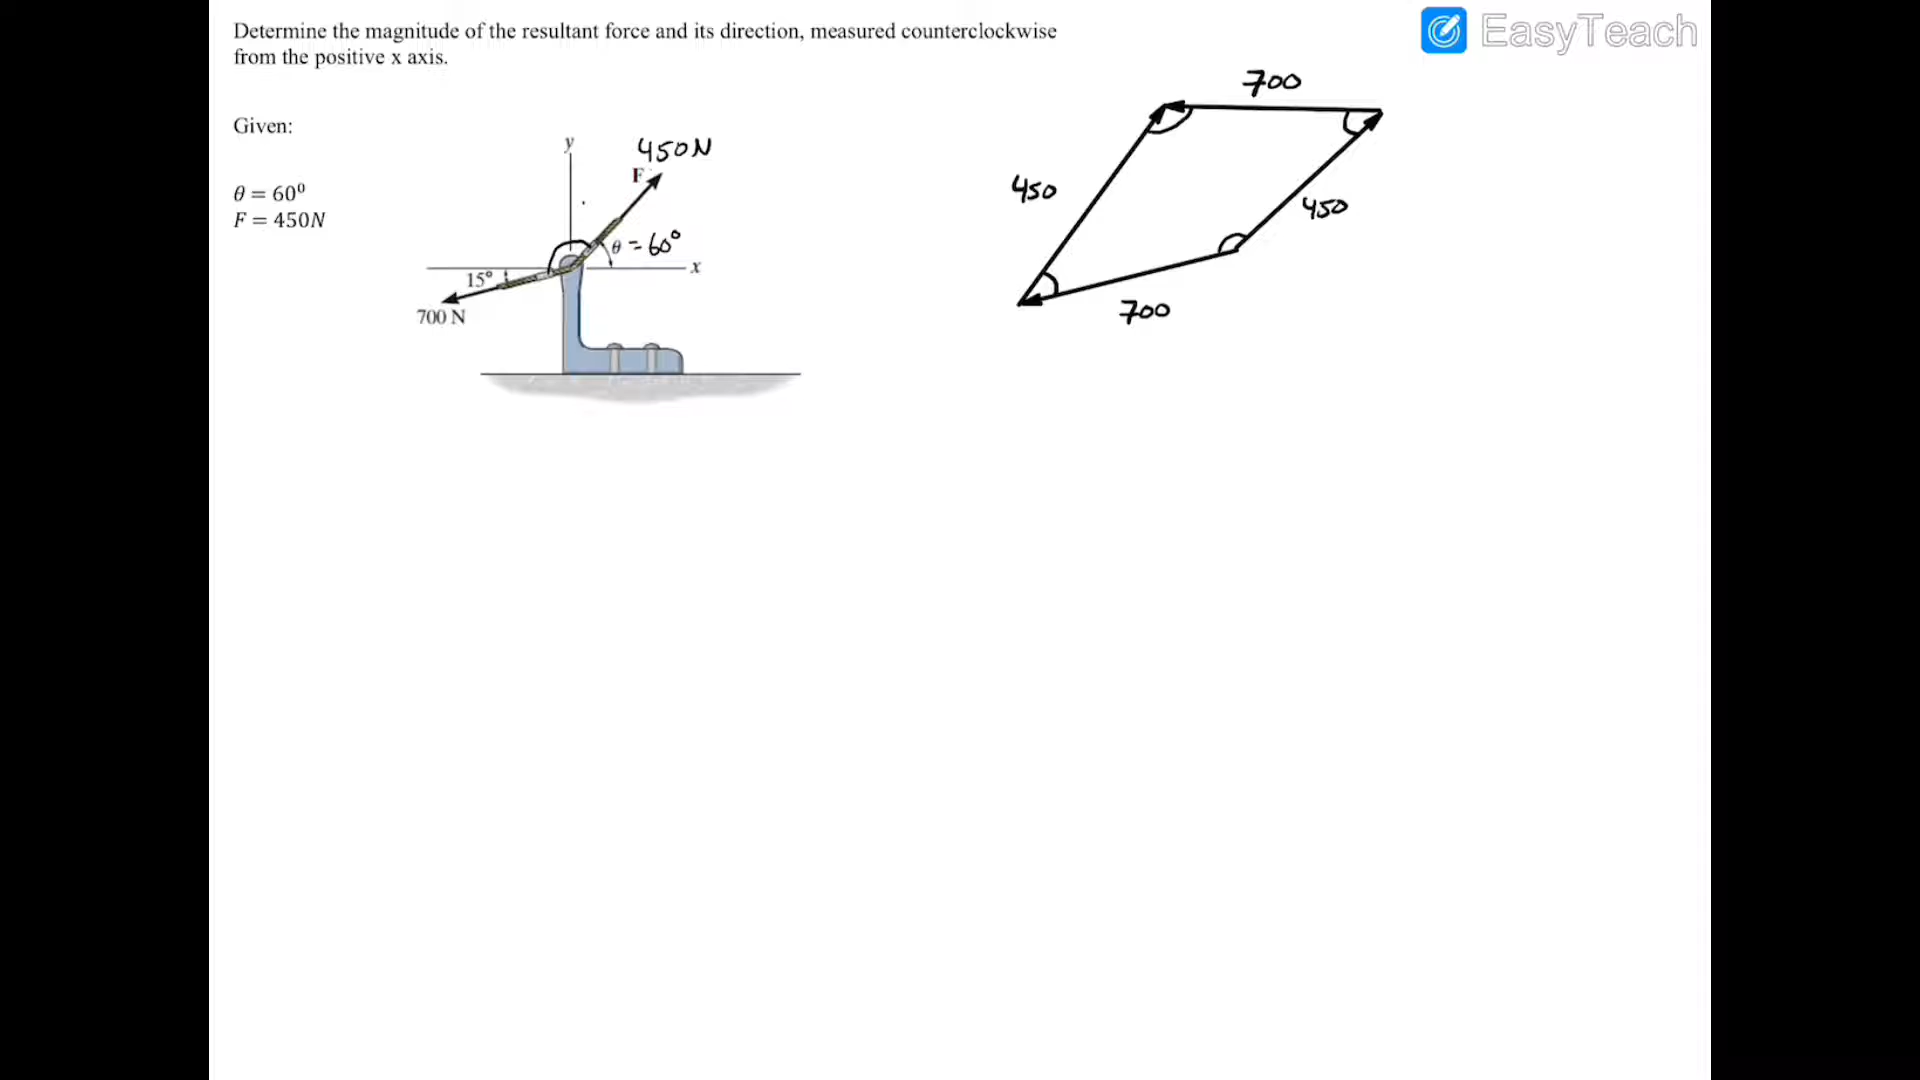 Determine the magnitude of the resultant force and its direction, measured counterclockwise
from the positive x axis.
EasyTeach
Given:
θ = 60⁰
F = 450N
y
450N
F
θ = 60°
x
15°
700 N
700
450
450
700